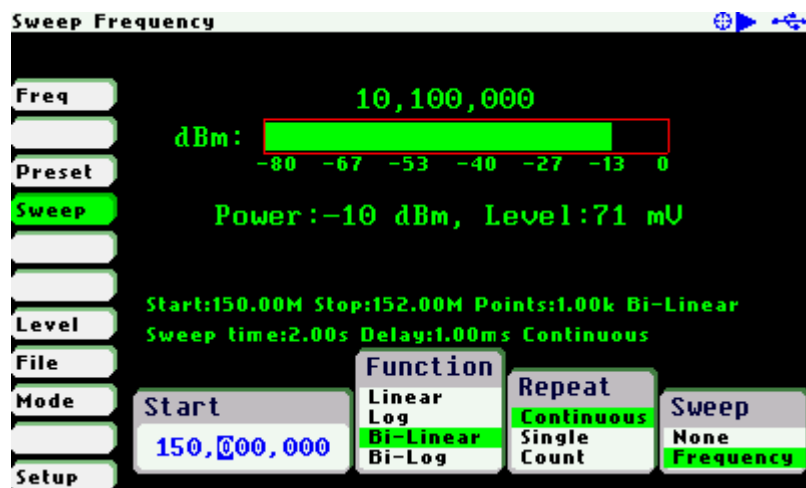 Sweep Frequency
Freq
10,100,000
dBm:
-80 -67 -53 -40 -27 -13 0
Preset
Sweep
Power:-10 dBm, Level:71 mV
Start:150.00M Stop:152.00M Points:1.00k Bi-Linear
Level
Sweep time:2.00s Delay:1.00ms Continuous
File
Mode
Setup
Start
150,000,000
Function
Linear
Log
Bi-Linear
Bi-Log
Repeat
Continuous
Single
Count
Sweep
None
Frequency